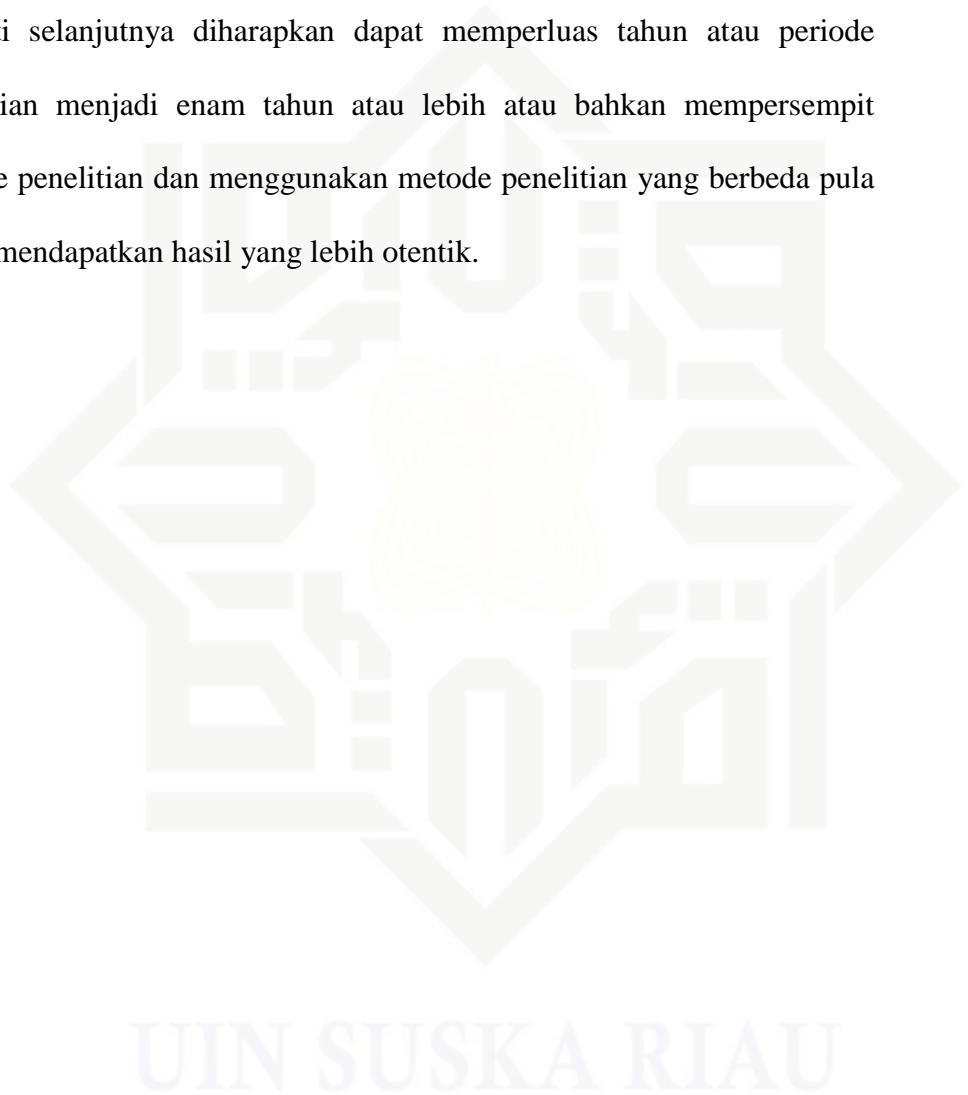 ti selanjutnya diharapkan dapat memperluas tahun atau periode
ian menjadi enam tahun atau lebih atau bahkan mempersempit
e penelitian dan menggunakan metode penelitian yang berbeda pula
mendapatkan hasil yang lebih otentik.
UIN SUSKA RIAU